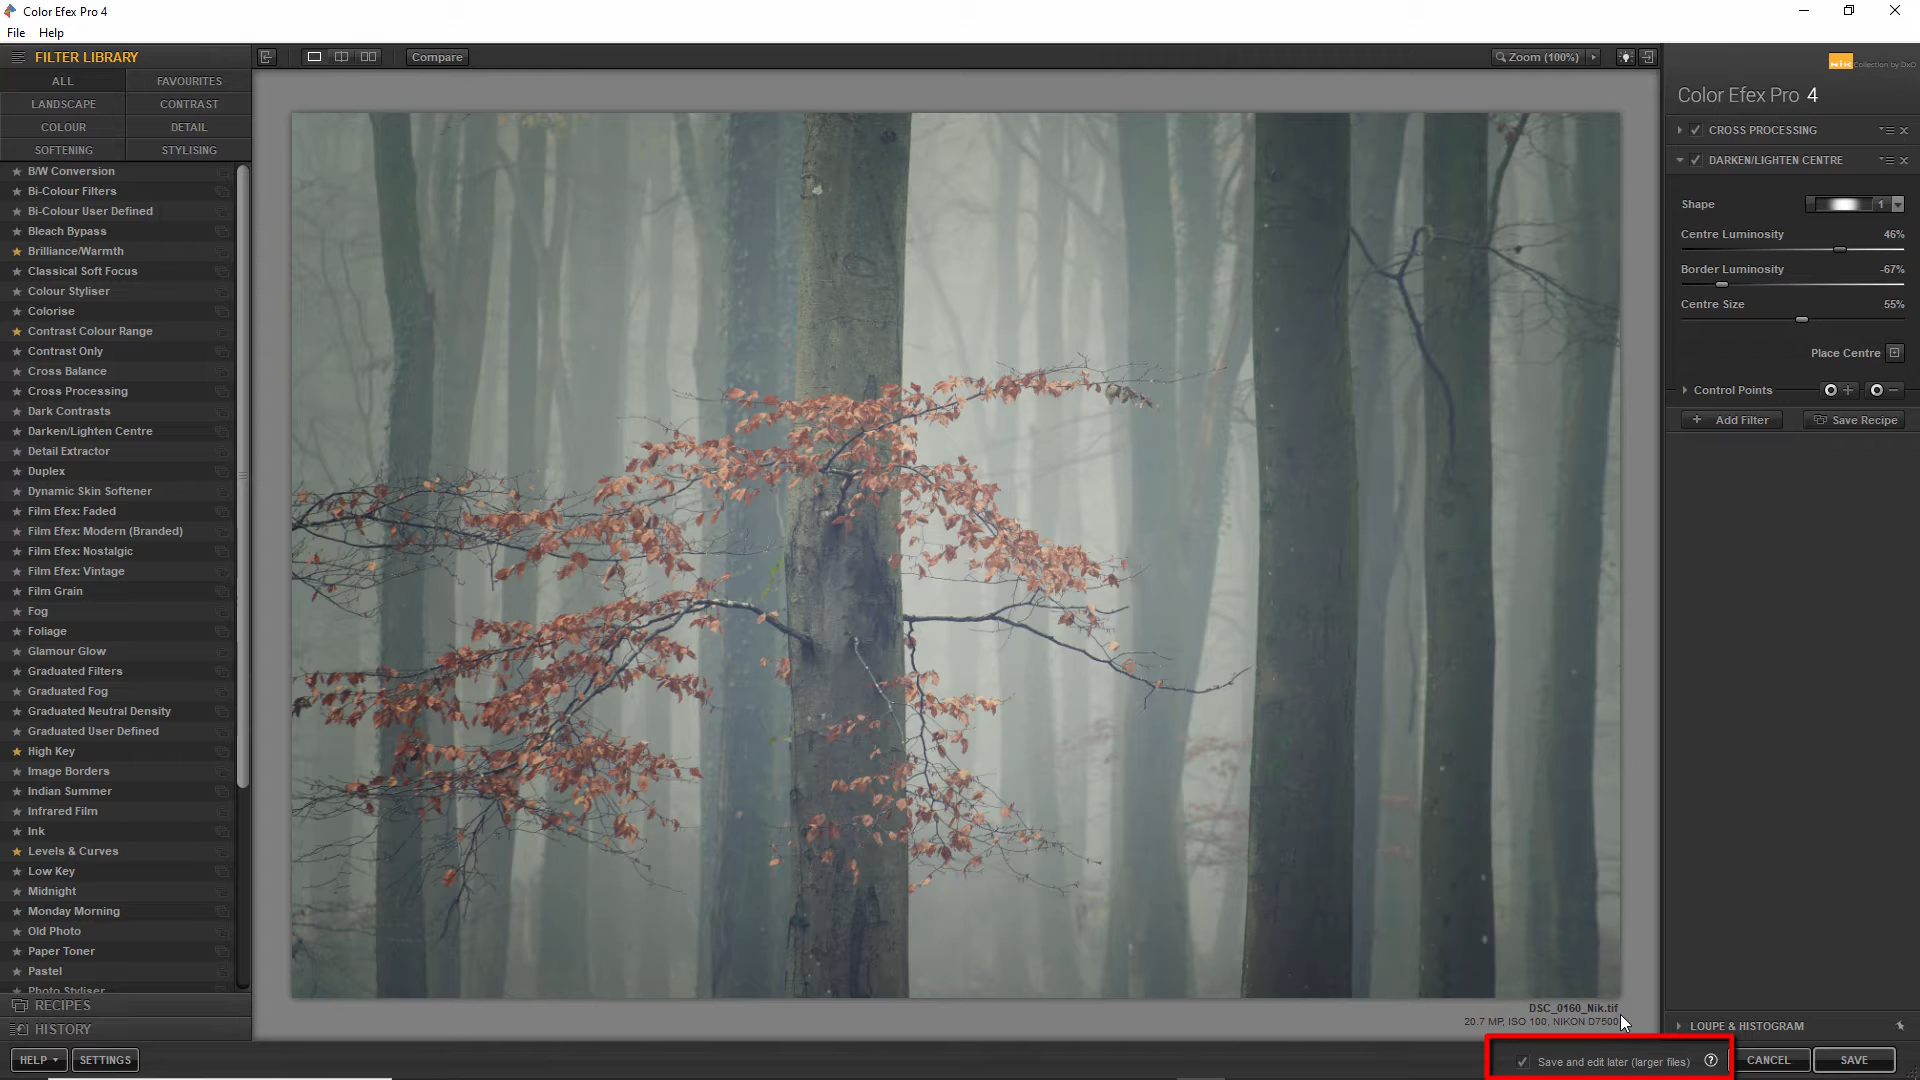 Color Efex Pro 4
File Help
FILTER LIBRARY
ALL FAVOURITES
LANDSCAPE CONTRAST
COLOUR DETAIL
SOFTENING STYLISING
B/W Conversion
Bi-Colour Filters
Bi-Colour User Defined
Bleach Bypass
Brilliance/Warmth
Classical Soft Focus
Colour Styliser
Colorise
Contrast Colour Range
Contrast Only
Cross Balance
Cross Processing
Dark Contrasts
Darken/Lighten Centre
Detail Extractor
Duplex
Dynamic Skin Softener
Film Efex: Faded
Film Efex: Modern (Branded)
Film Efex: Nostalgic
Film Efex: Vintage
Film Grain
Fog
Foliage
Glamour Glow
Graduated Filters
Graduated Fog
Graduated Neutral Density
Graduated User Defined
High Key
Image Borders
Indian Summer
Infrared Film
Ink
Levels & Curves
Low Key
Midnight
Monday Morning
Old Photo
Paper Toner
Pastel
Photo Styliser
RECIPES
HISTORY
HELP SETTINGS
Compare
Zoom (100%)
DSC_0160_Nik.tif
20.7 MP, ISO 100, NIKON D7500
Save and edit later (larger files) ?
CANCEL SAVE
Nik Collection by DxO
Color Efex Pro 4
CROSS PROCESSING
DARKEN/LIGHTEN CENTRE
Shape 1
Centre Luminosity 46%
Border Luminosity -67%
Centre Size 55%
Place Centre
Control Points
+ Add Filter Save Recipe
LOUPE & HISTOGRAM